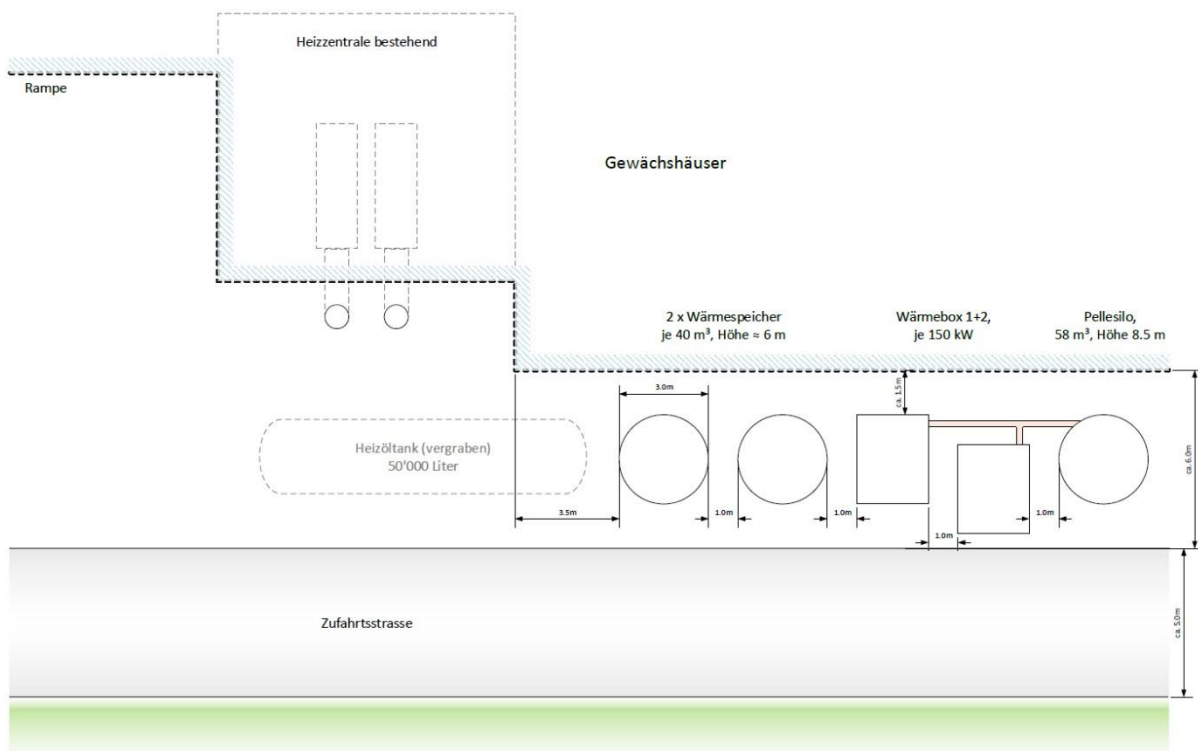 Heizzentrale bestehend
Rampe
Gewächshäuser
2 x Wärmespeicher
je 40 m³, Höhe ≈ 6 m
Wärmebox 1+2,
je 150 kW
Pellesilo,
58 m³, Höhe 8.5 m
3.0m
ca. 1.5m
Heizöltank (vergraben)
50'000 Liter
ca. 6.0m
3.5m
1.0m
1.0m
1.0m
1.0m
Zufahrtsstrasse
ca. 5.0m